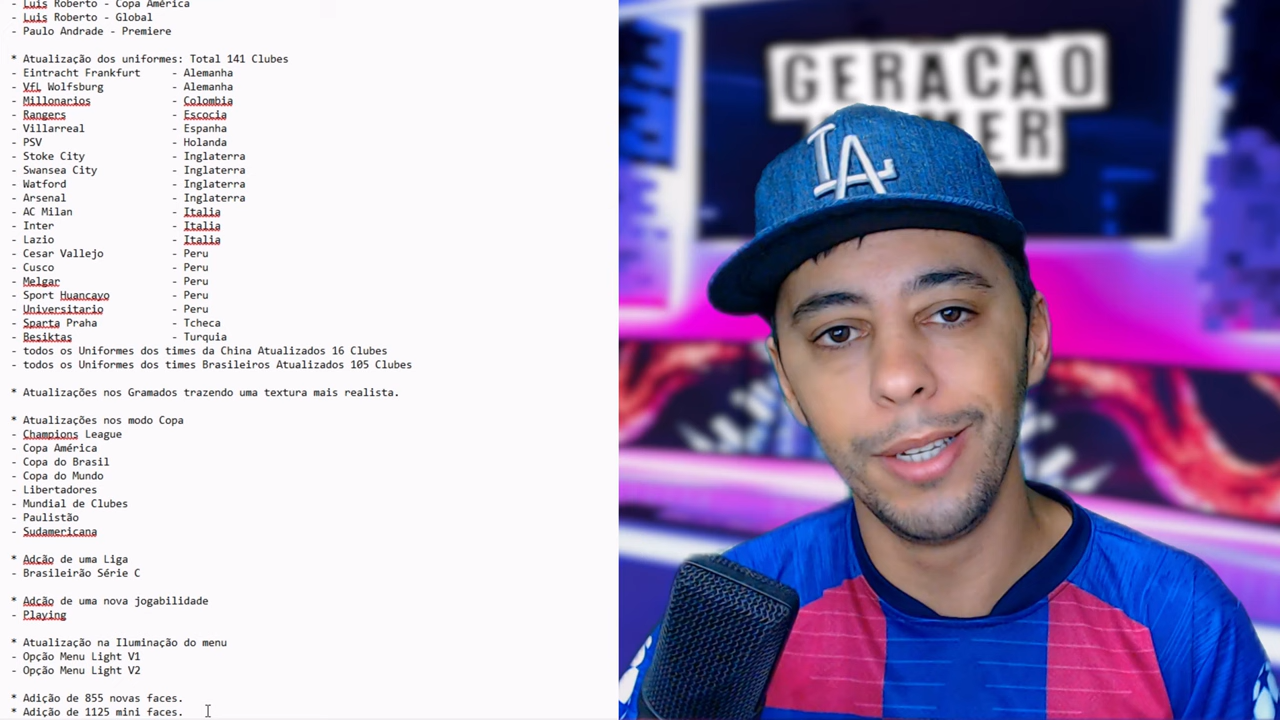 - Luis Roberto - Copa América
- Luis Roberto - Global
- Paulo Andrade - Premiere
* Atualização dos uniformes: Total 141 Clubes
- Eintracht Frankfurt - Alemanha
- VfL Wolfsburg - Alemanha
- Millonarios - Colombia
- Rangers - Escocia
- Villarreal - Espanha
- PSV - Holanda
- Stoke City - Inglaterra
- Swansea City - Inglaterra
- Watford - Inglaterra
- Arsenal - Inglaterra
- AC Milan - Italia
- Inter - Italia
- Lazio - Italia
- Cesar Vallejo - Peru
- Cusco - Peru
- Melgar - Peru
- Sport Huancayo - Peru
- Universitario - Peru
- Sparta Praha - Tcheca
- Besiktas - Turquia
- todos os Uniformes dos times da China Atualizados 16 Clubes
- todos os Uniformes dos times Brasileiros Atualizados 105 Clubes
* Atualizações nos Gramados trazendo uma textura mais realista.
* Atualizações nos modo Copa
- Champions League
- Copa América
- Copa do Brasil
- Copa do Mundo
- Libertadores
- Mundial de Clubes
- Paulistão
- Sudamericana
* Adcão de uma Liga
- Brasileirão Série C
* Adcão de uma nova jogabilidade
- Playing
* Atualização na Iluminação do menu
- Opção Menu Light V1
- Opção Menu Light V2
* Adição de 855 novas faces.
* Adição de 1125 mini faces.
GERACAO
LA